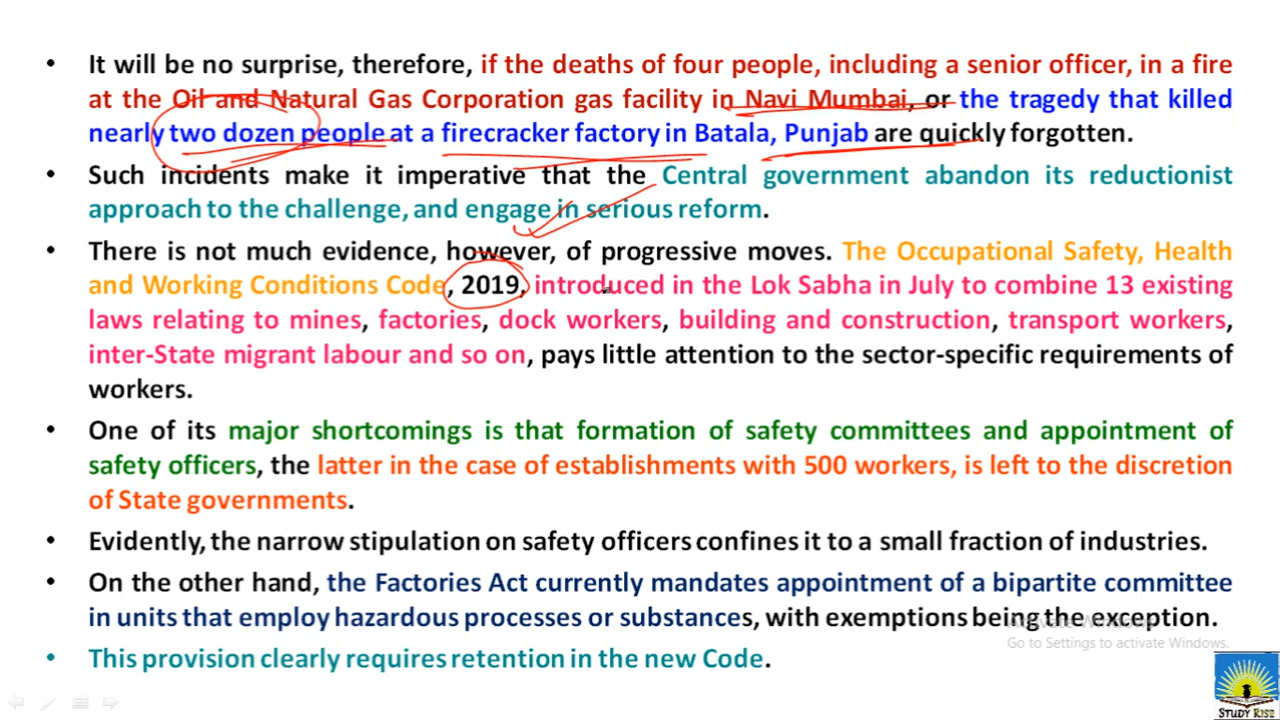 • It will be no surprise, therefore, if the deaths of four people, including a senior officer, in a fire
at the Oil and Natural Gas Corporation gas facility in Navi Mumbai, or the tragedy that killed
nearly two dozen people at a firecracker factory in Batala, Punjab are quickly forgotten.
• Such incidents make it imperative that the Central government abandon its reductionist
approach to the challenge, and engage in serious reform.
• There is not much evidence, however, of progressive moves. The Occupational Safety, Health
and Working Conditions Code, 2019, introduced in the Lok Sabha in July to combine 13 existing
laws relating to mines, factories, dock workers, building and construction, transport workers,
inter-State migrant labour and so on, pays little attention to the sector-specific requirements of
workers.
• One of its major shortcomings is that formation of safety committees and appointment of
safety officers, the latter in the case of establishments with 500 workers, is left to the discretion
of State governments.
• Evidently, the narrow stipulation on safety officers confines it to a small fraction of industries.
• On the other hand, the Factories Act currently mandates appointment of a bipartite committee
in units that employ hazardous processes or substances, with exemptions being the exception.
Activate Windows
Go to Settings to activate Windows.
• This provision clearly requires retention in the new Code.
STUDY RISE